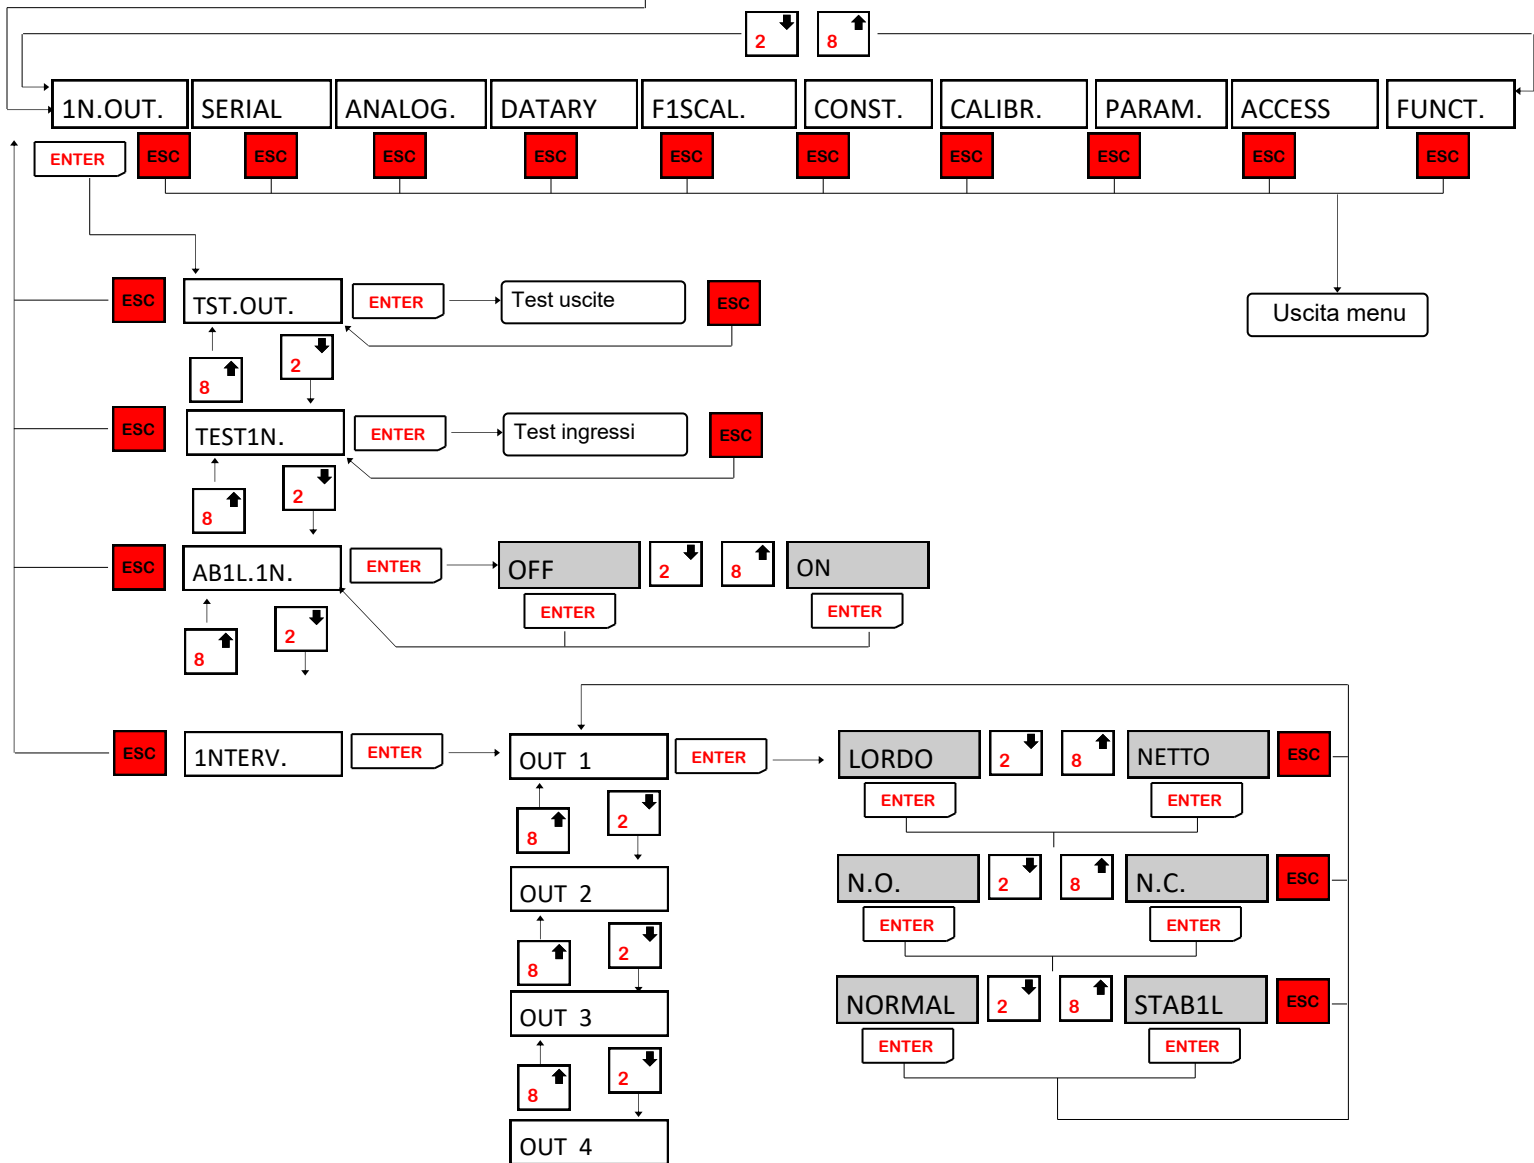 2 8
1N.OUT. SERIAL ANALOG. DATARY F1SCAL. CONST. CALIBR. PARAM. ACCESS FUNCT.
ENTER ESC ESC ESC ESC ESC ESC ESC ESC ESC ESC
ESC TST.OUT. ENTER Test uscite ESC
Uscita menu
8 2
ESC TEST1N. ENTER Test ingressi ESC
8 2
ESC AB1L.1N. ENTER OFF 2 8 ON
ENTER ENTER
8 2
ESC 1NTERV. ENTER OUT 1 ENTER LORDO 2 8 NETTO ESC
ENTER ENTER
8 2
OUT 2 N.O. 2 8 N.C. ESC
ENTER ENTER
8 2
OUT 3 NORMAL 2 8 STAB1L ESC
ENTER ENTER
8 2
OUT 4